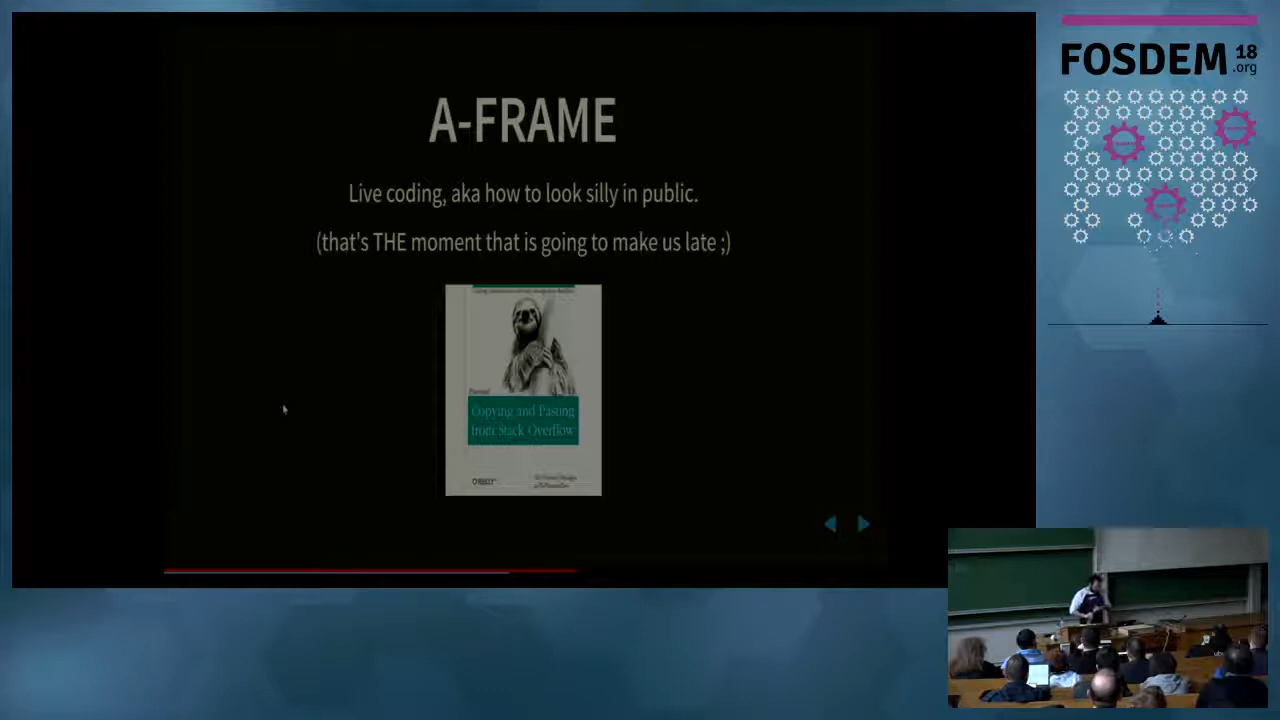 A-FRAME
Live coding, aka how to look silly in public.
(that's THE moment that is going to make us late ;)
Copying and Pasting
from Stack Overflow
O'REILLY
FOSDEM 18
.org